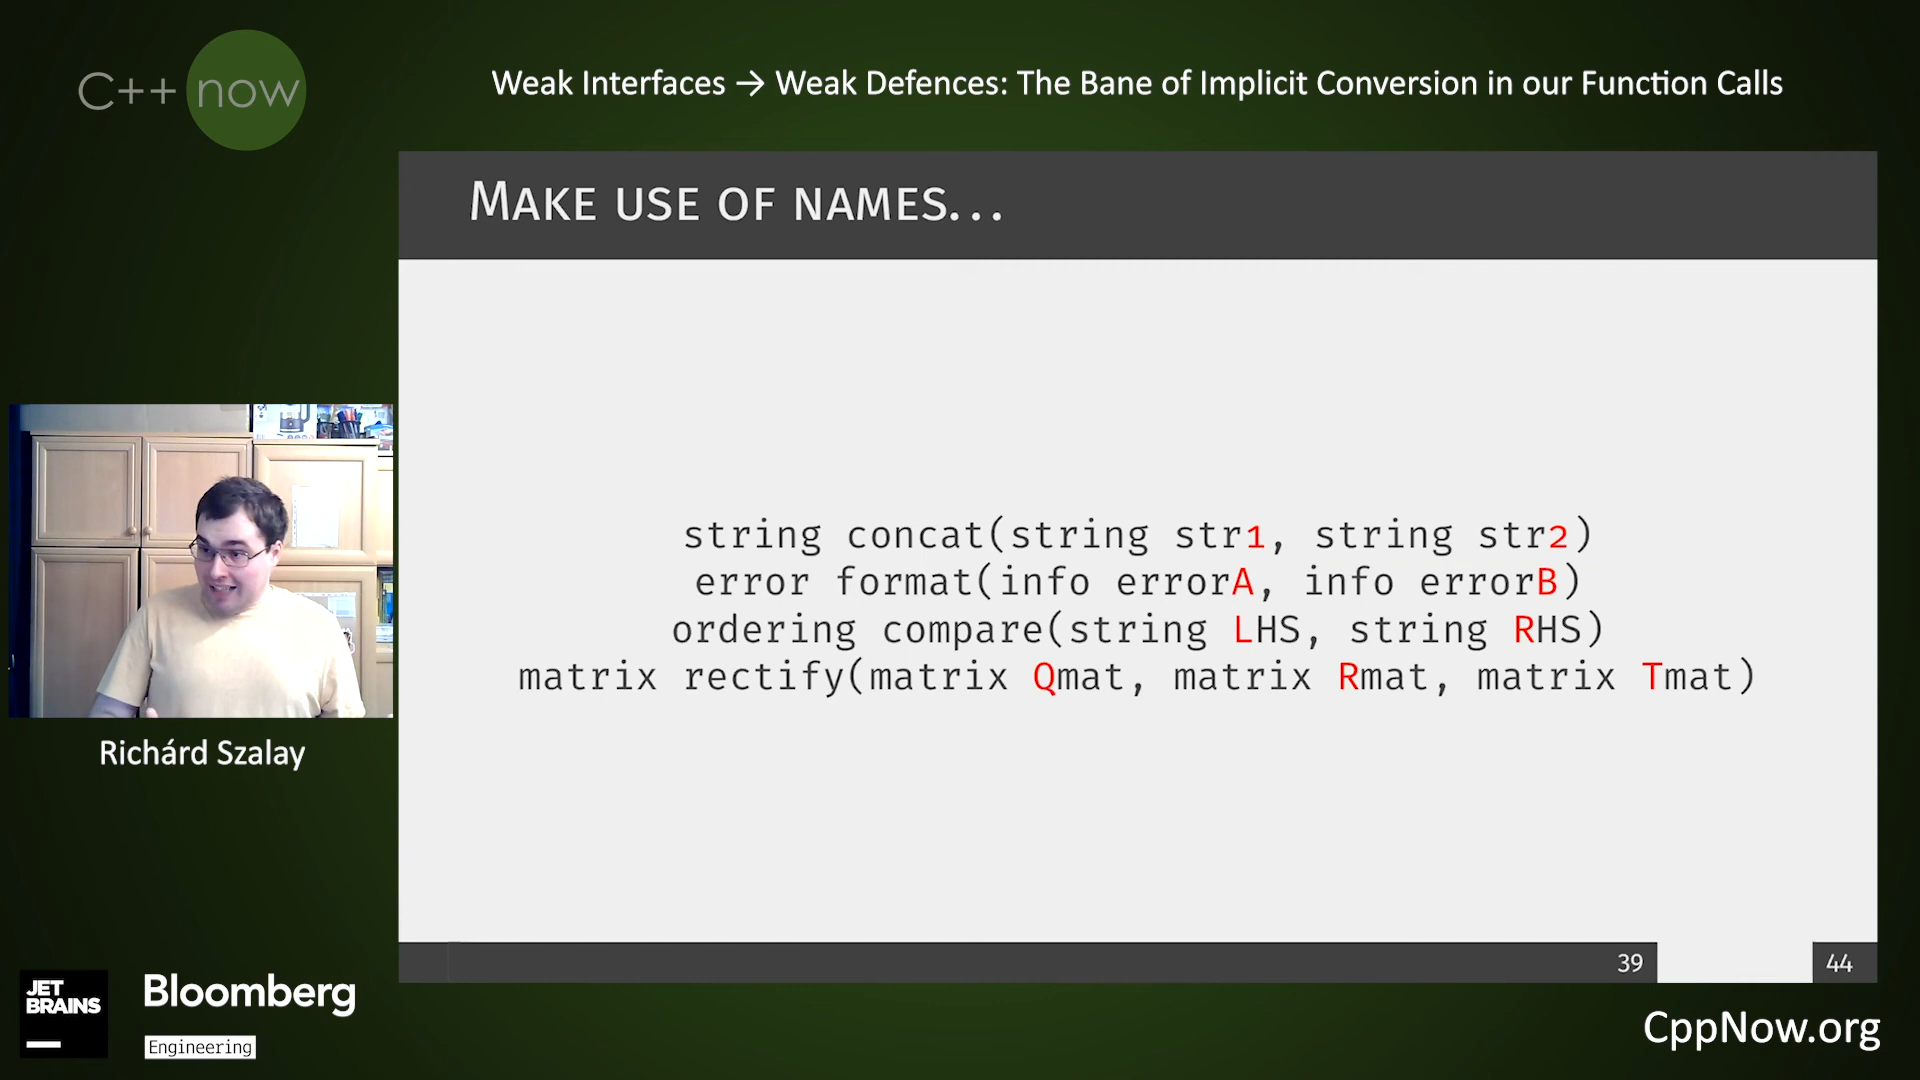 C++ now
Weak Interfaces → Weak Defences: The Bane of Implicit Conversion in our Function Calls
MAKE USE OF NAMES...
string concat(string str1, string str2)
error format(info errorA, info errorB)
ordering compare(string LHS, string RHS)
matrix rectify(matrix Qmat, matrix Rmat, matrix Tmat)
Richárd Szalay
39
44
JET
BRAINS
Bloomberg
Engineering
CppNow.org